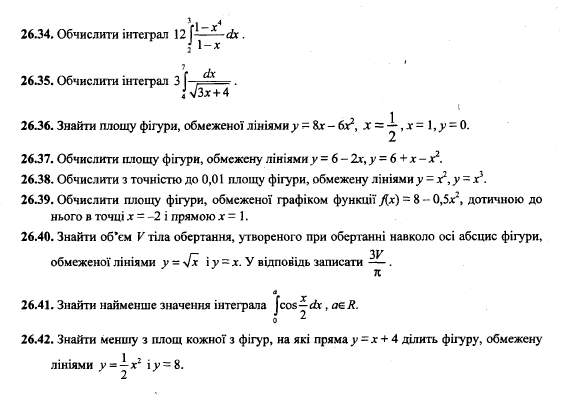 26.34. Обчислити інтеграл 12 ∫₂³ (1 − x⁴)/(1 − x) dx .
26.35. Обчислити інтеграл 3 ∫₄⁷ dx/√(3x + 4) .
26.36. Знайти площу фігури, обмеженої лініями y = 8x − 6x², x = 1/2 , x = 1, y = 0.
26.37. Обчислити площу фігури, обмежену лініями y = 6 − 2x, y = 6 + x − x².
26.38. Обчислити з точністю до 0,01 площу фігури, обмежену лініями y = x², y = x³.
26.39. Обчислити площу фігури, обмеженої графіком функції f(x) = 8 − 0,5x², дотичною до
нього в точці x = −2 і прямою x = 1.
26.40. Знайти об'єм V тіла обертання, утвореного при обертанні навколо осі абсцис фігури,
обмеженої лініями y = √x і y = x. У відповідь записати 3V/π .
26.41. Знайти найменше значення інтеграла ∫₀ᵃ cos x/2 dx , a∈R.
26.42. Знайти меншу з площ кожної з фігур, на які пряма y = x + 4 ділить фігуру, обмежену
лініями y = 1/2 x² і y = 8.